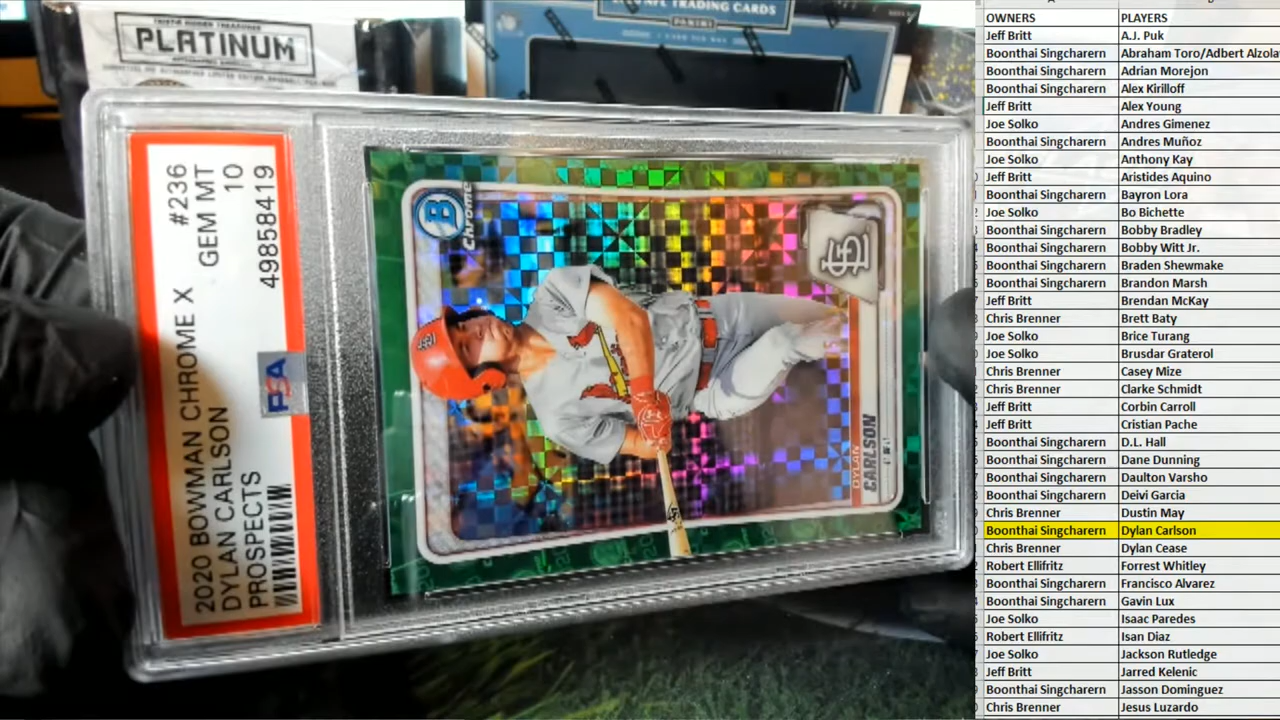 TRADING CARDS
PANINI
PLATINUM
2020 BOWMAN CHROME X #236
DYLAN CARLSON GEM MT
PROSPECTS 10
49858419
PSA
B
Chrome
STL
DYLAN
CARLSON
OWNERS PLAYERS
Jeff Britt A.J. Puk
Boonthai Singcharern Abraham Toro/Adbert Alzola
Boonthai Singcharern Adrian Morejon
Boonthai Singcharern Alex Kirilloff
Jeff Britt Alex Young
Joe Solko Andres Gimenez
Boonthai Singcharern Andres Muñoz
Joe Solko Anthony Kay
Jeff Britt Aristides Aquino
Boonthai Singcharern Bayron Lora
Joe Solko Bo Bichette
Boonthai Singcharern Bobby Bradley
Boonthai Singcharern Bobby Witt Jr.
Boonthai Singcharern Braden Shewmake
Boonthai Singcharern Brandon Marsh
Jeff Britt Brendan McKay
Chris Brenner Brett Baty
Joe Solko Brice Turang
Joe Solko Brusdar Graterol
Chris Brenner Casey Mize
Chris Brenner Clarke Schmidt
Jeff Britt Corbin Carroll
Jeff Britt Cristian Pache
Boonthai Singcharern D.L. Hall
Boonthai Singcharern Dane Dunning
Boonthai Singcharern Daulton Varsho
Boonthai Singcharern Deivi Garcia
Chris Brenner Dustin May
Boonthai Singcharern Dylan Carlson
Chris Brenner Dylan Cease
Robert Ellifritz Forrest Whitley
Boonthai Singcharern Francisco Alvarez
Boonthai Singcharern Gavin Lux
Joe Solko Isaac Paredes
Robert Ellifritz Isan Diaz
Joe Solko Jackson Rutledge
Jeff Britt Jarred Kelenic
Boonthai Singcharern Jasson Dominguez
Chris Brenner Jesus Luzardo